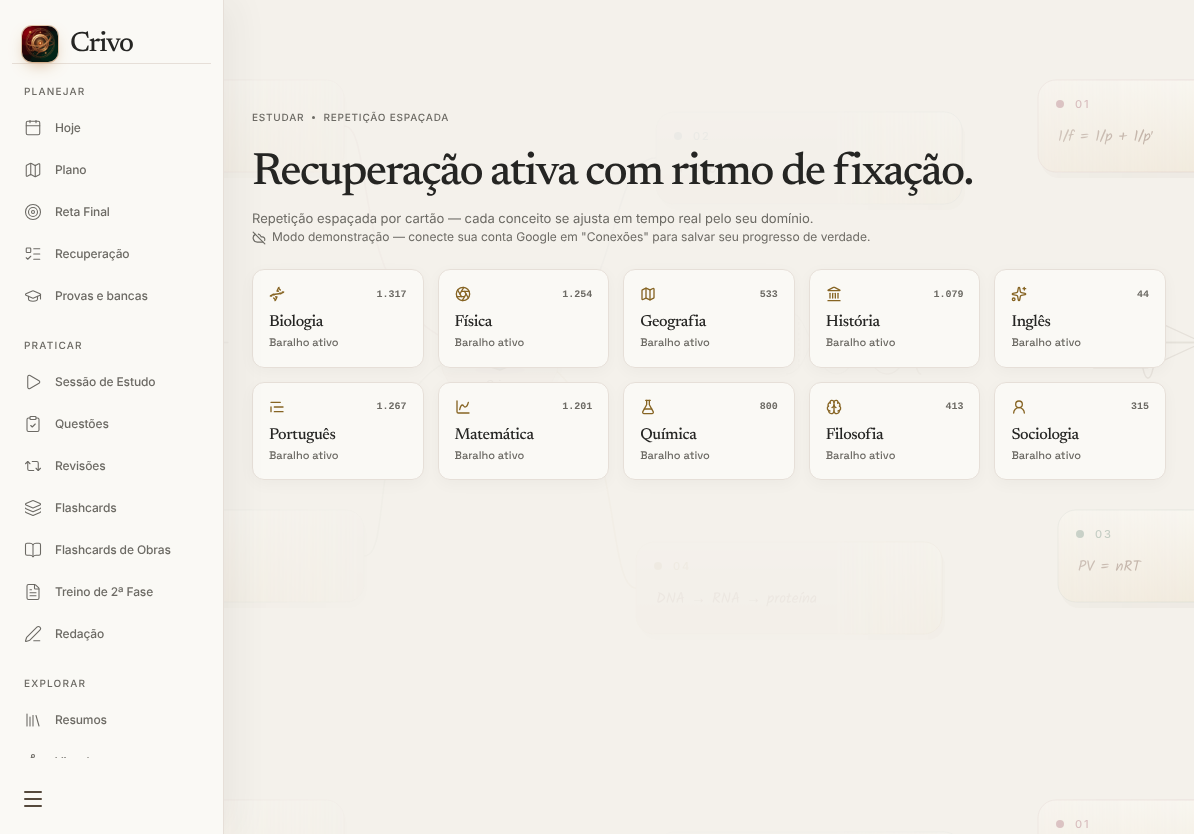 Crivo
PLANEJAR
Hoje
Plano
Reta Final
Recuperação
Provas e bancas
PRATICAR
Sessão de Estudo
Questões
Revisões
Flashcards
Flashcards de Obras
Treino de 2ª Fase
Redação
EXPLORAR
Resumos
ESTUDAR • REPETIÇÃO ESPAÇADA
Recuperação ativa com ritmo de fixação.
Repetição espaçada por cartão — cada conceito se ajusta em tempo real pelo seu domínio.
Modo demonstração — conecte sua conta Google em "Conexões" para salvar seu progresso de verdade.
1.317
Biologia
Baralho ativo
1.254
Física
Baralho ativo
533
Geografia
Baralho ativo
1.079
História
Baralho ativo
44
Inglês
Baralho ativo
1.267
Português
Baralho ativo
1.201
Matemática
Baralho ativo
800
Química
Baralho ativo
413
Filosofia
Baralho ativo
315
Sociologia
Baralho ativo
01
1/f = 1/p + 1/p'
02
03
PV = nRT
04
DNA → RNA → proteína
01